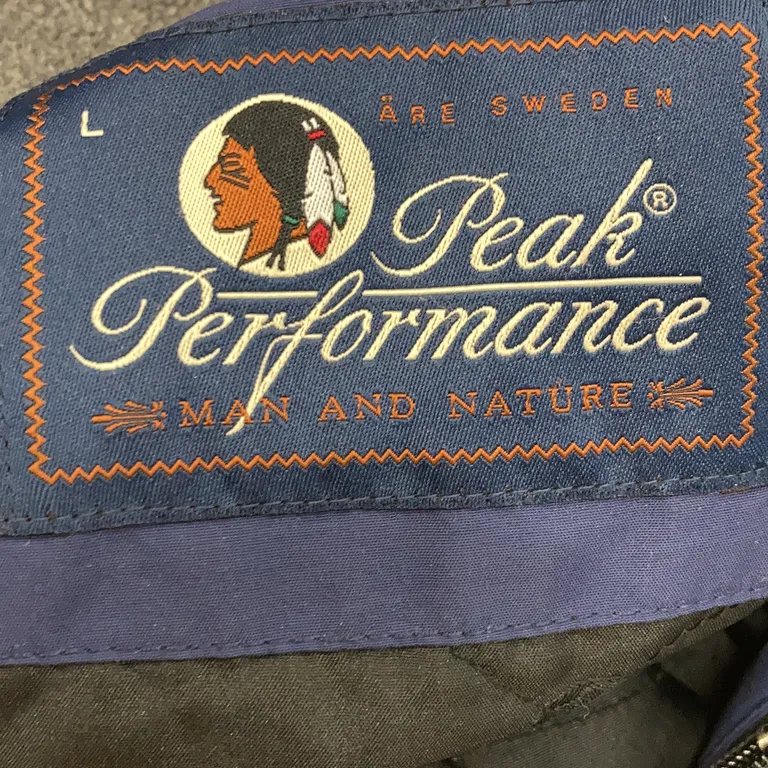 L
ÅRE SWEDEN
Peak®
Performance
MAN AND NATURE